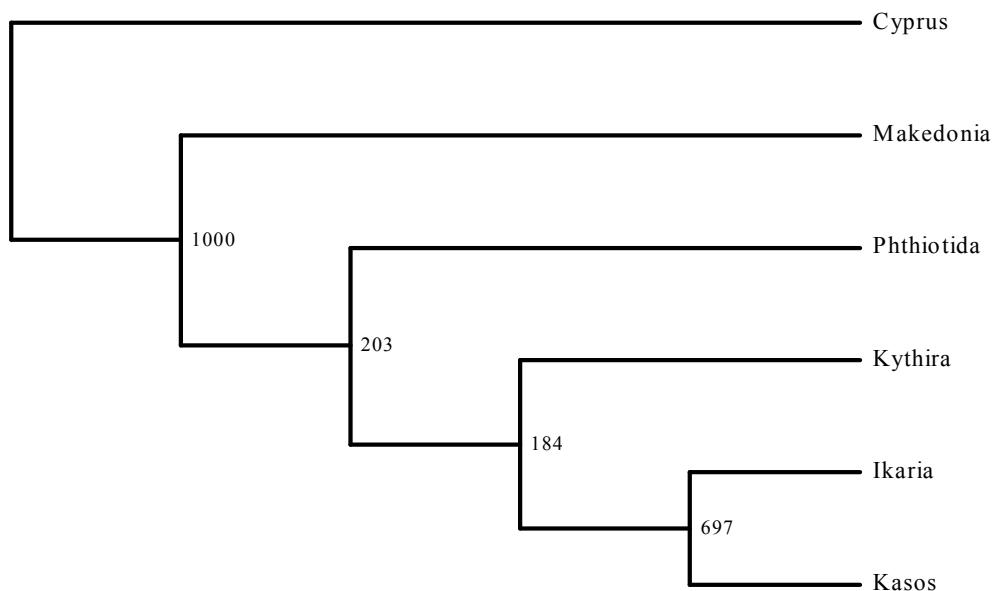 Cyprus
Makedonia
1000
Phthiotida
203
Kythira
184
Ikaria
697
Kasos